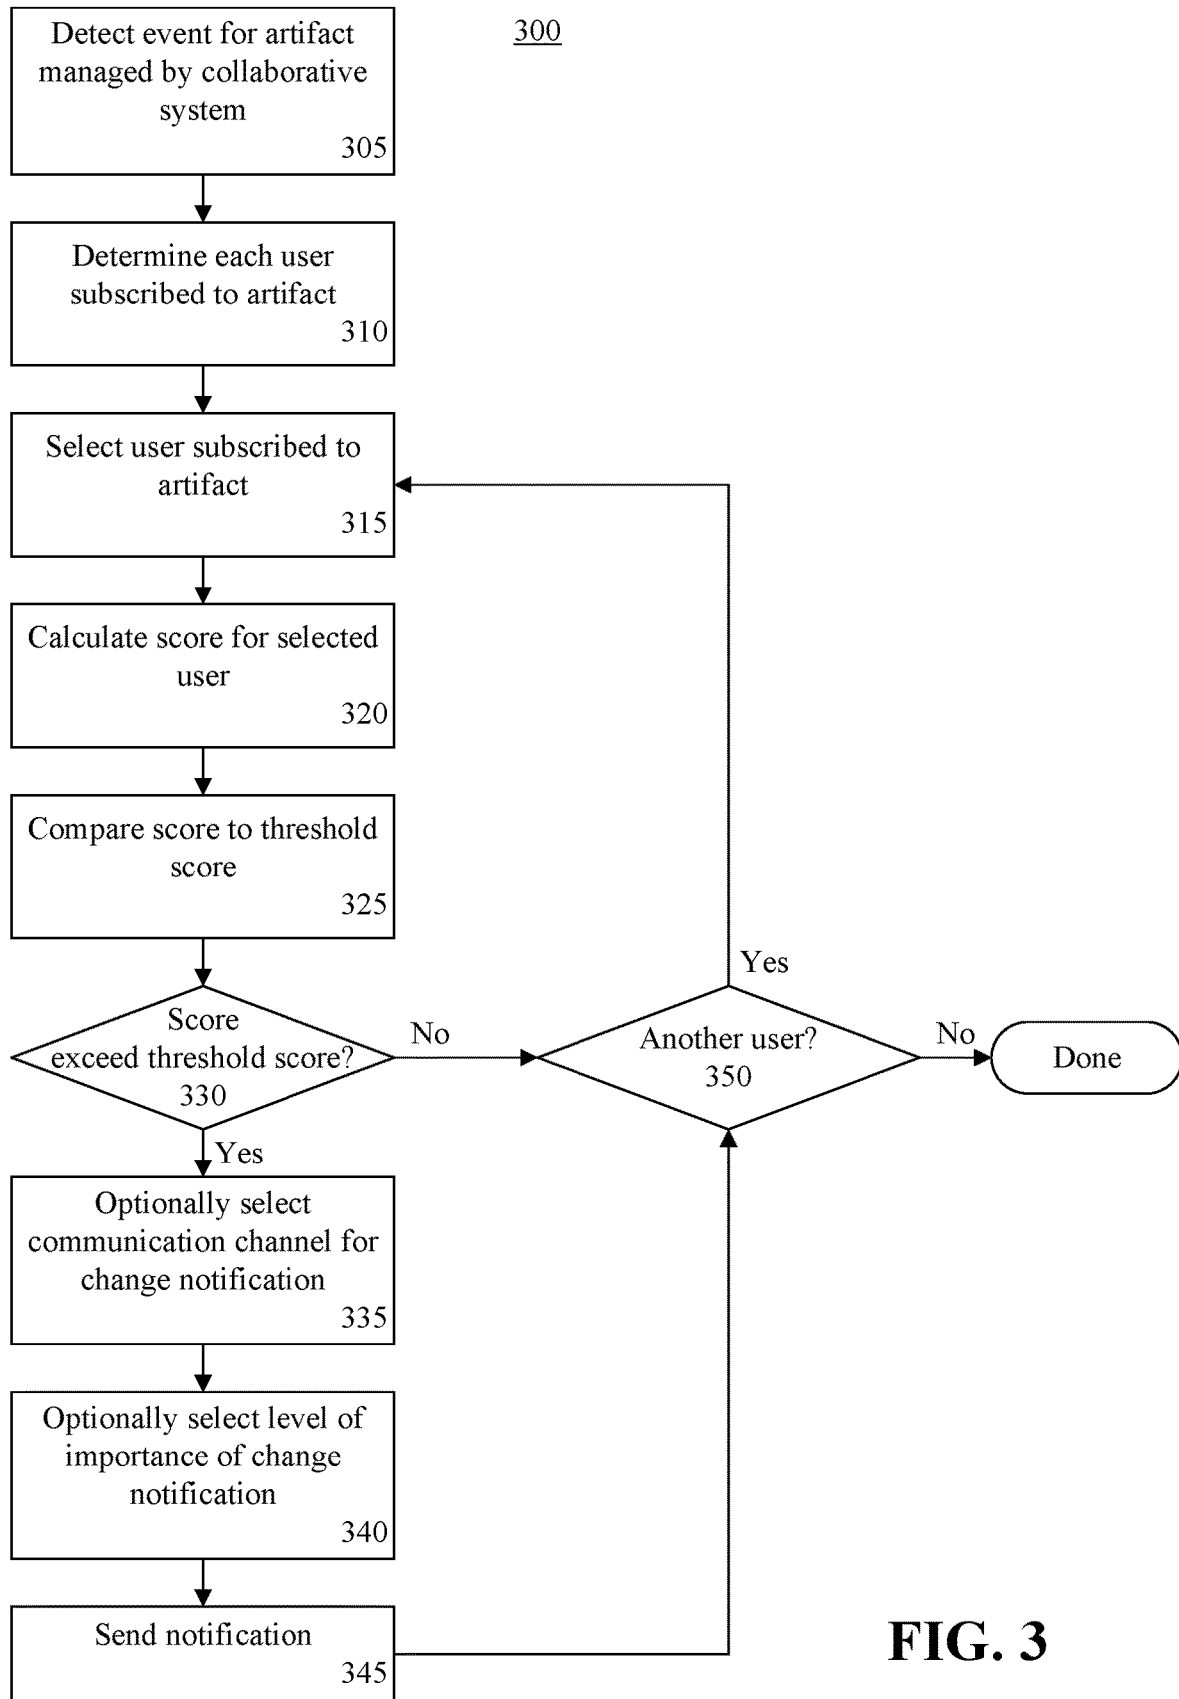 Detect event for artifact
managed by collaborative
system
305
300
Determine each user
subscribed to artifact
310
Select user subscribed to
artifact
315
Calculate score for selected
user
320
Compare score to threshold
score
325
Score
exceed threshold score?
330
No
Yes
Another user?
350
Yes
No
Done
Optionally select
communication channel for
change notification
335
Optionally select level of
importance of change
notification
340
Send notification
345
FIG. 3